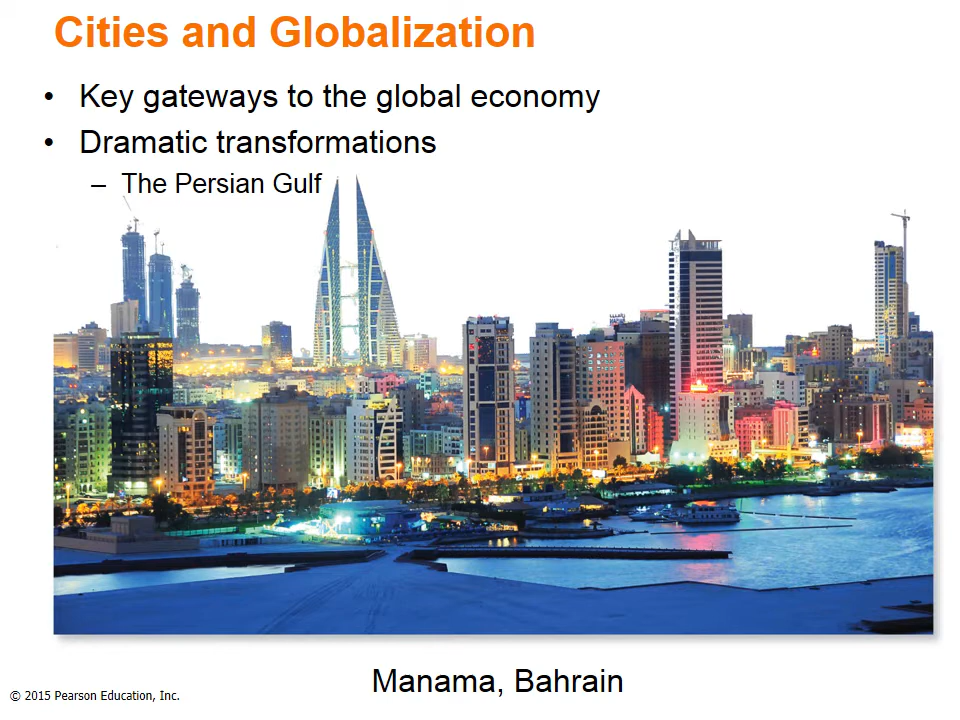 Cities and Globalization
• Key gateways to the global economy
• Dramatic transformations
– The Persian Gulf
Manama, Bahrain
© 2015 Pearson Education, Inc.